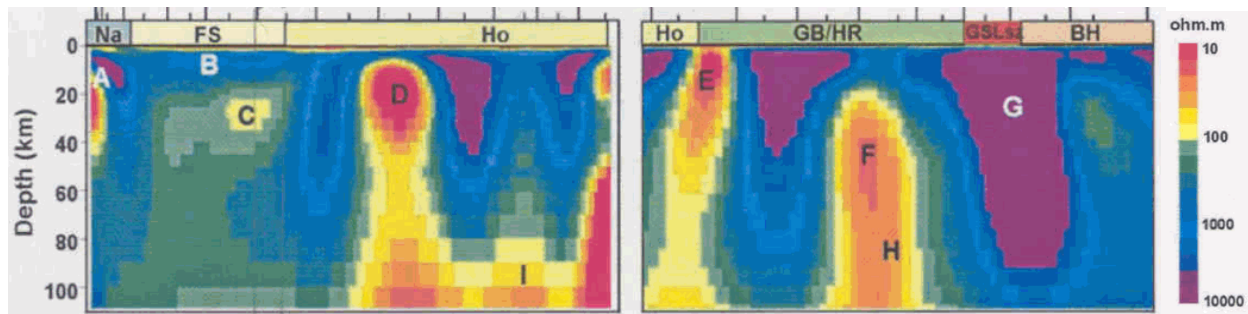 Na FS Ho Ho GB/HR GSLsz BH
ohm.m
10
100
1000
10000
Depth (km)
0
20
40
60
80
100
A
B
C
D
E
F
G
H
I